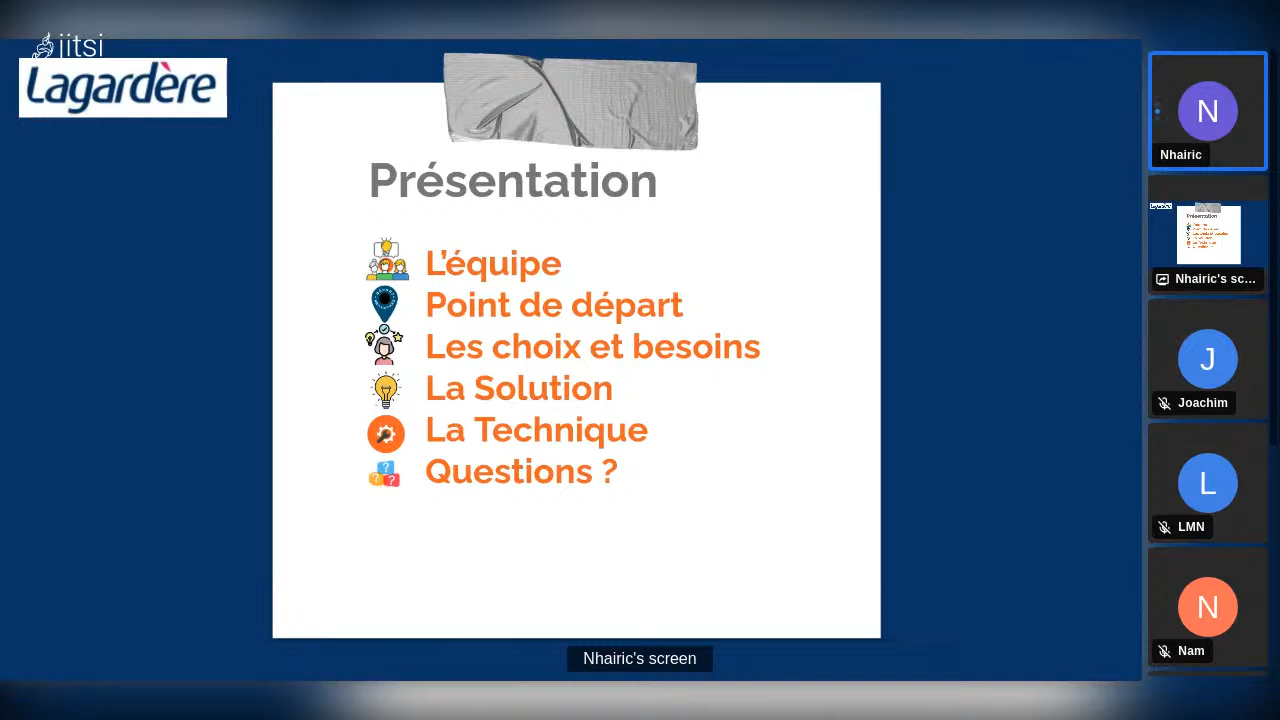 jitsi
Lagardère
Présentation
L'équipe
Point de départ
Les choix et besoins
La Solution
La Technique
Questions ?
Nhairic's screen
N
Nhairic
Nhairic's sc...
J
Joachim
L
LMN
N
Nam